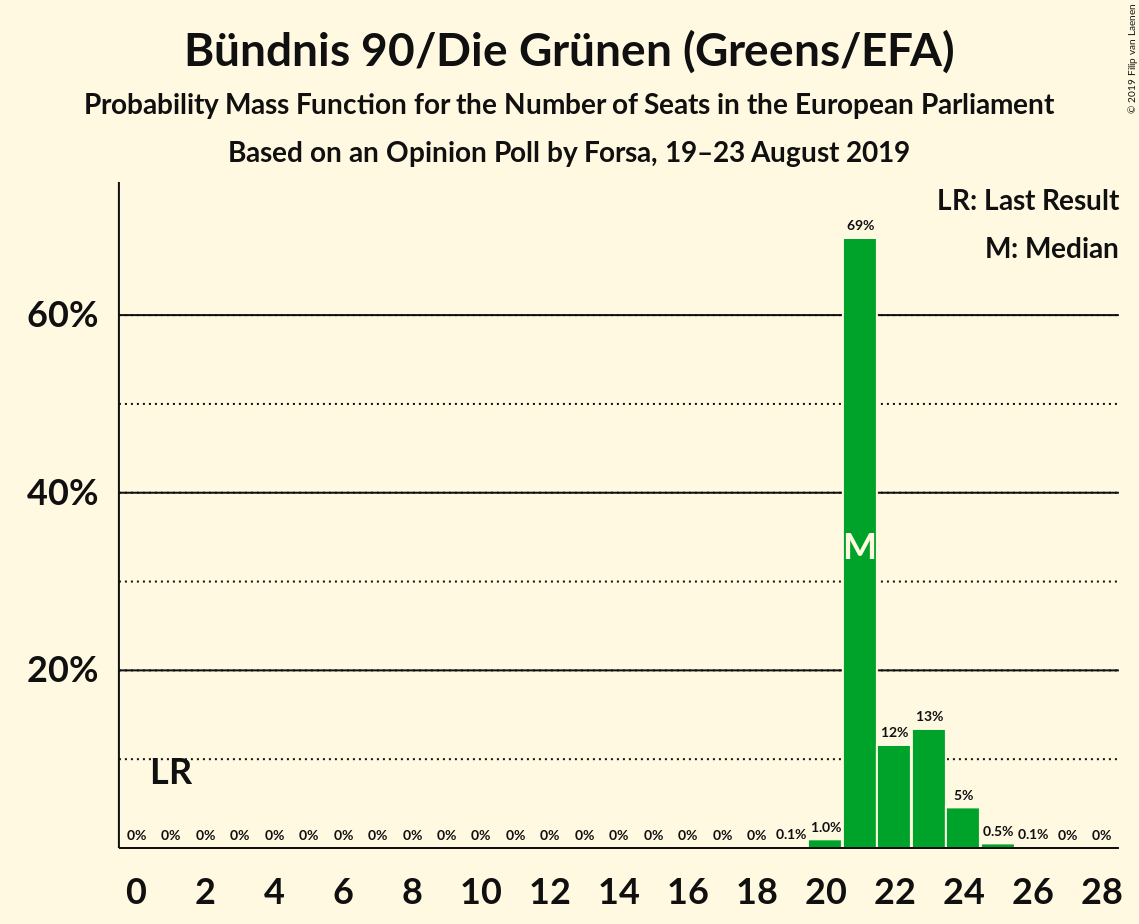 Bündnis 90/Die Grünen (Greens/EFA)
Probability Mass Function for the Number of Seats in the European Parliament
Based on an Opinion Poll by Forsa, 19–23 August 2019
© 2019 Filip van Laenen
LR: Last Result
M: Median
69%
60%
40%
M
20%
13%
12%
LR
5%
0% 0% 0% 0% 0% 0% 0% 0% 0% 0% 0% 0% 0% 0% 0% 0% 0% 0% 0% 0.1% 1.0% 0.5% 0.1% 0% 0%
0 2 4 6 8 10 12 14 16 18 20 22 24 26 28